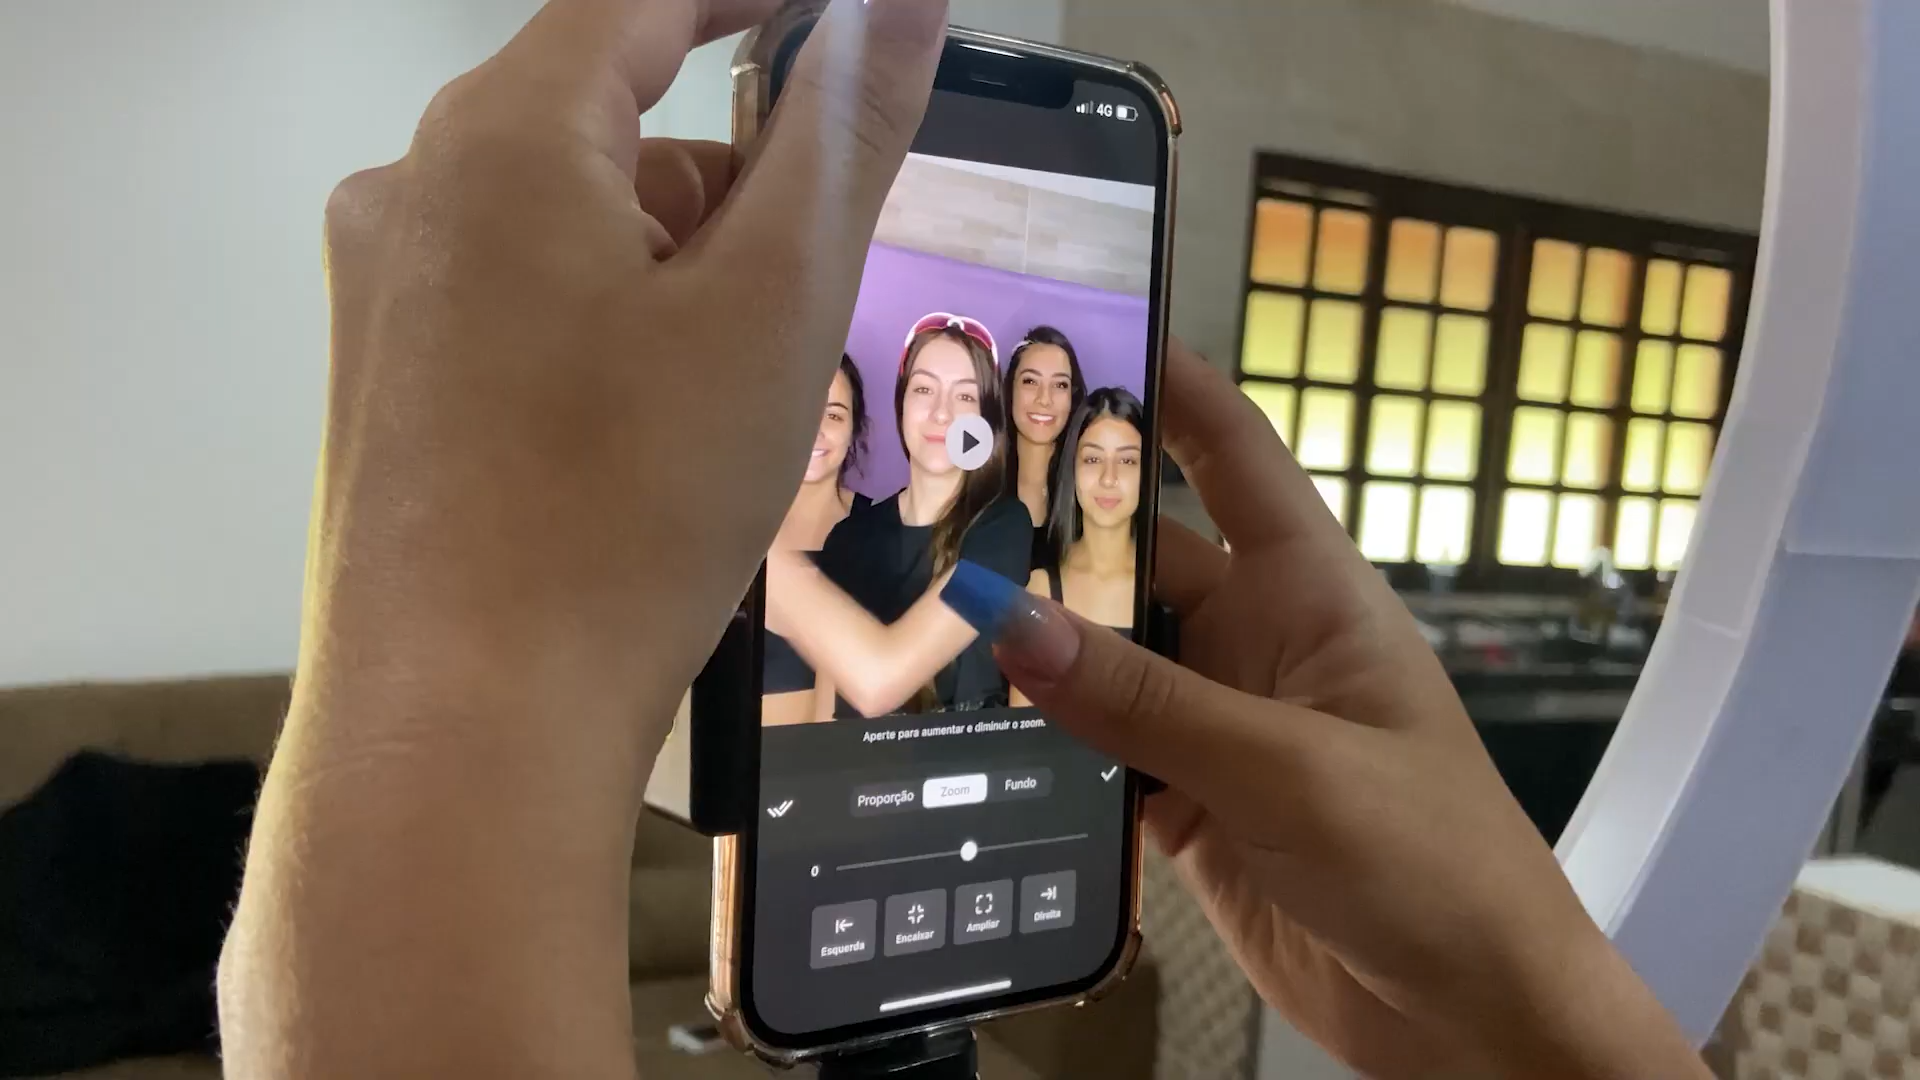 4G
Aperte para aumentar e diminuir o zoom.
Proporção Zoom Fundo
0
Esquerda Encaixar Ampliar Direita